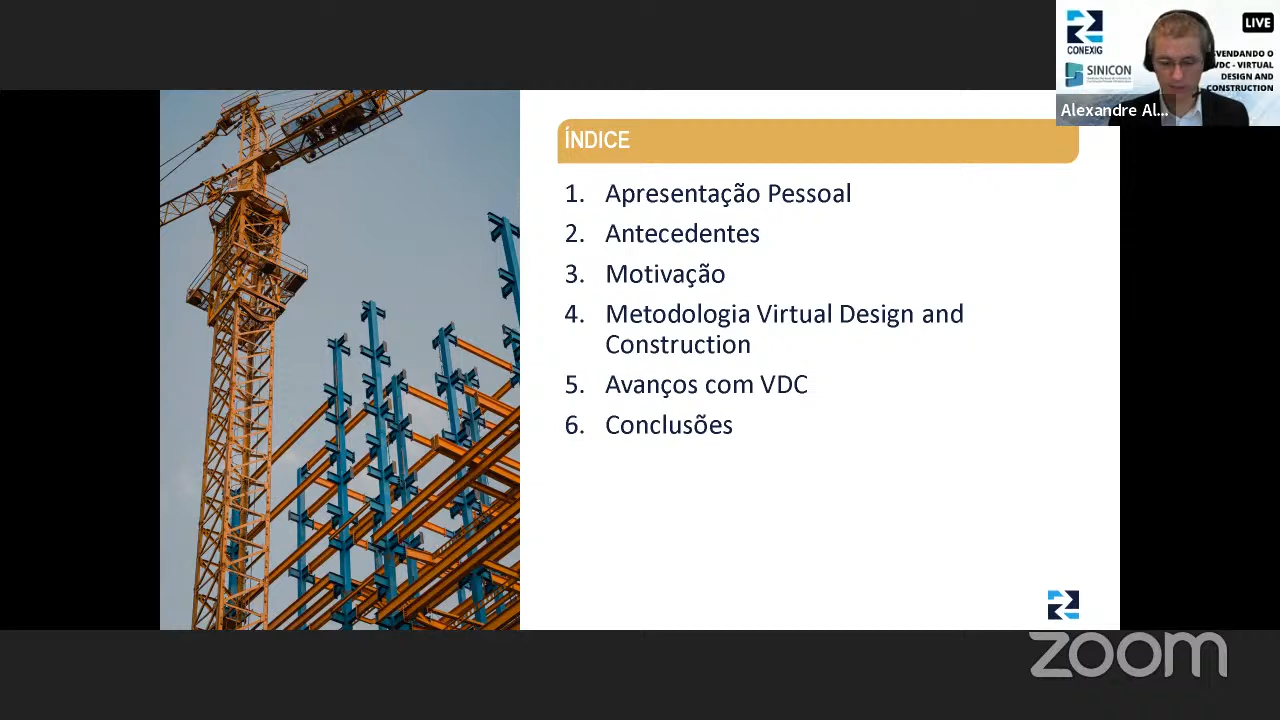 LIVE
CONEXIG
SINICON
SVENDANDO O
VDC - VIRTUAL
DESIGN AND
CONSTRUCTION
Alexandre Al...
ÍNDICE
1. Apresentação Pessoal
2. Antecedentes
3. Motivação
4. Metodologia Virtual Design and
Construction
5. Avanços com VDC
6. Conclusões
zoom